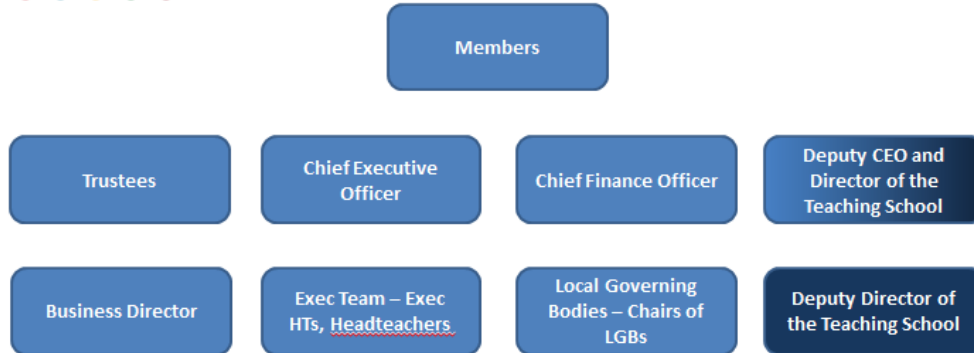 Members
Trustees
Chief Executive
Officer
Chief Finance Officer
Deputy CEO and
Director of the
Teaching School
Business Director
Exec Team – Exec
HTs, Headteachers
Local Governing
Bodies – Chairs of
LGBs
Deputy Director of
the Teaching School